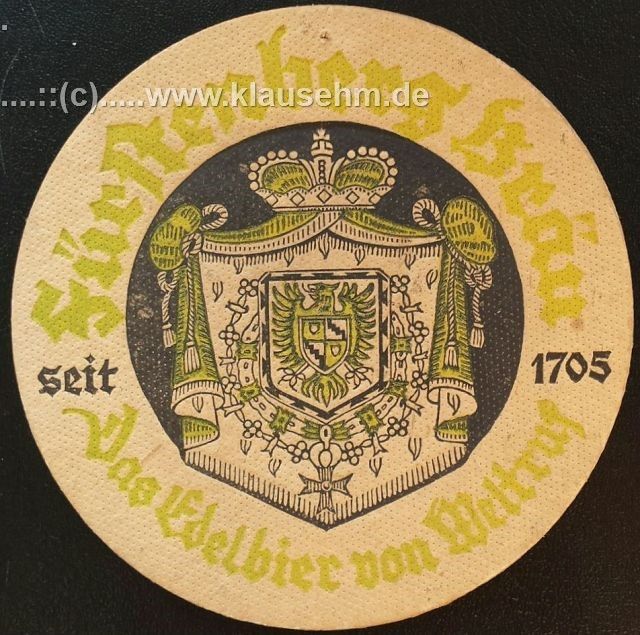 ....::(c).....www.klausehm.de
Fürstenberg Bräu
seit 1705
Das Edelbier von Weltruf